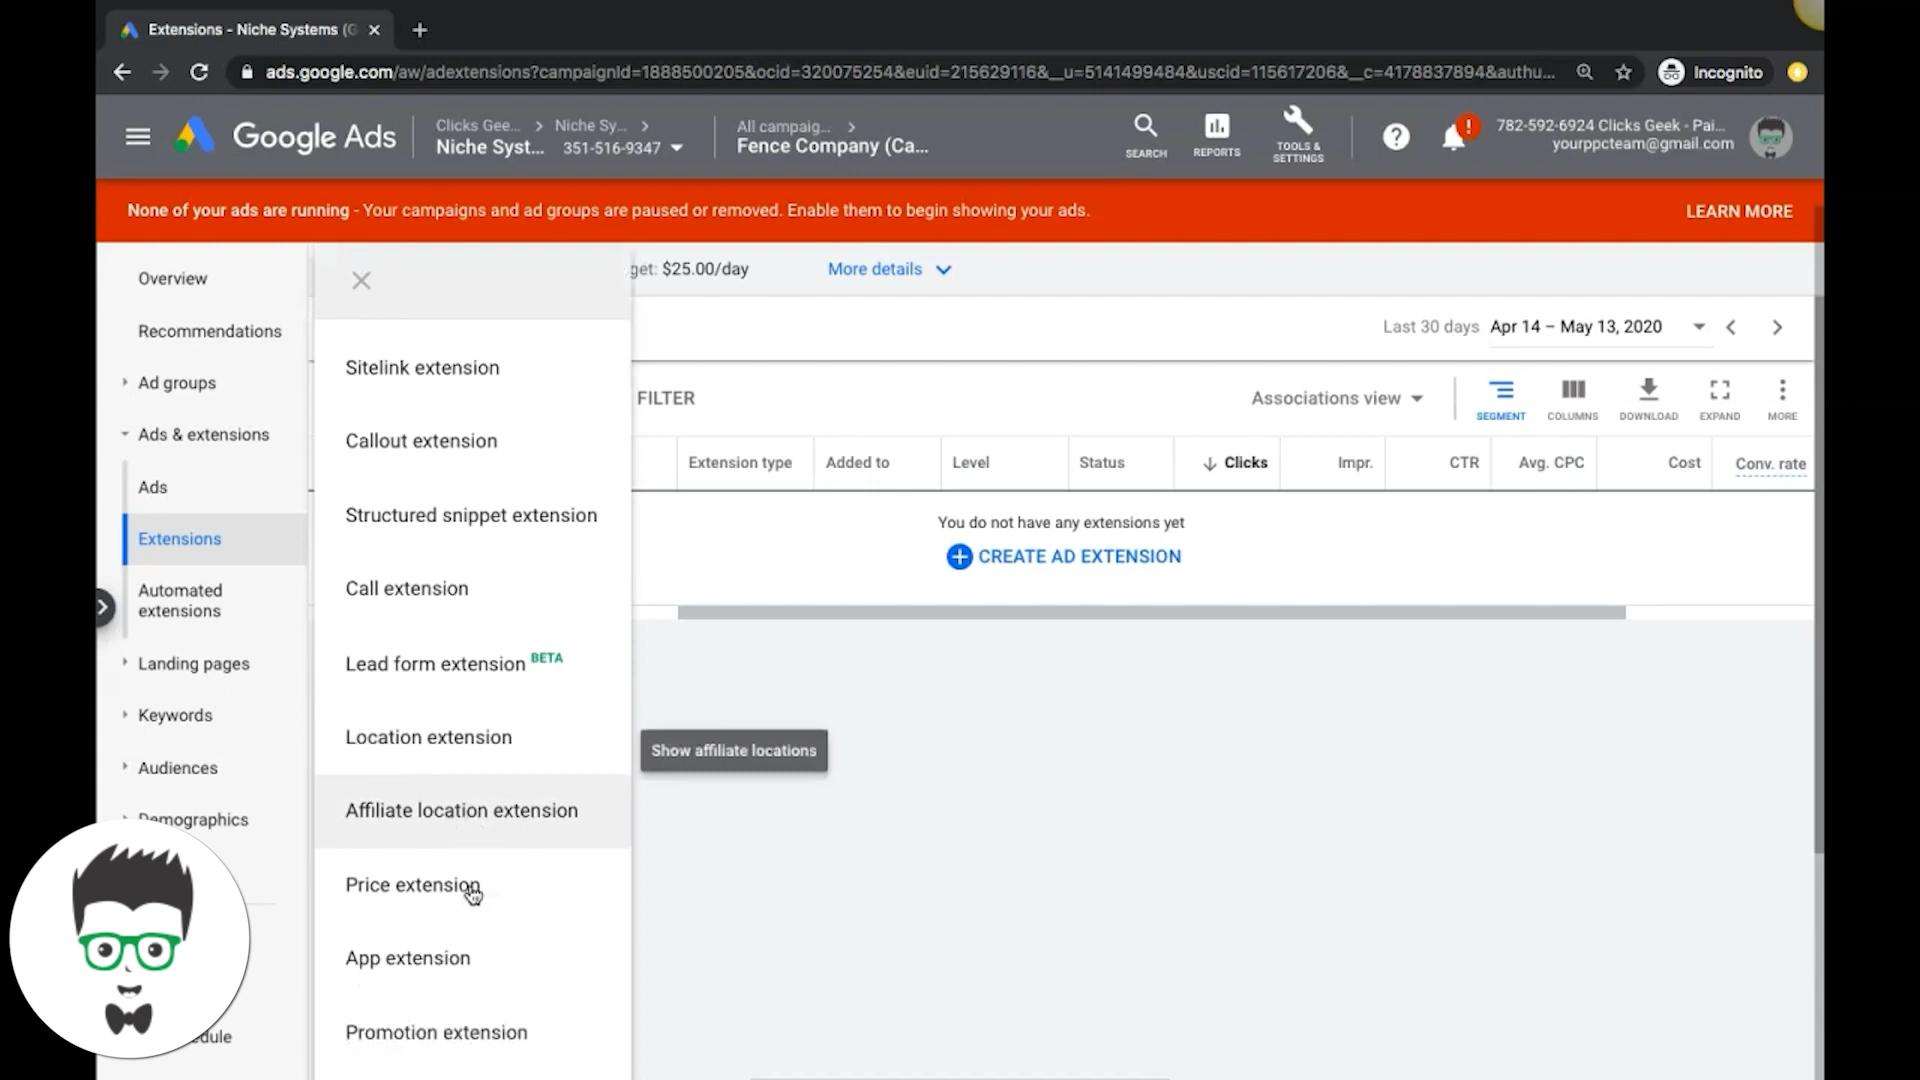 Extensions - Niche Systems (G
ads.google.com/aw/adextensions?campaignId=1888500205&ocid=320075254&euid=215629116&__u=5141499484&uscid=115617206&__c=4178837894&authu...
Incognito
Google Ads
Clicks Gee... > Niche Sy... >
Niche Syst... 351-516-9347
All campaig... >
Fence Company (Ca...
SEARCH
REPORTS
TOOLS &
SETTINGS
782-592-6924 Clicks Geek - Pai...
yourppcteam@gmail.com
None of your ads are running - Your campaigns and ad groups are paused or removed. Enable them to begin showing your ads.
LEARN MORE
Overview
Recommendations
Ad groups
Ads & extensions
Ads
Extensions
Automated
extensions
Landing pages
Keywords
Audiences
Demographics
edule
Sitelink extension
Callout extension
Structured snippet extension
Call extension
Lead form extension BETA
Location extension
Affiliate location extension
Price extension
App extension
Promotion extension
Show affiliate locations
get: $25.00/day
More details
Last 30 days Apr 14 – May 13, 2020
FILTER
Associations view
SEGMENT
COLUMNS
DOWNLOAD
EXPAND
MORE
Extension type
Added to
Level
Status
Clicks
Impr.
CTR
Avg. CPC
Cost
Conv. rate
You do not have any extensions yet
CREATE AD EXTENSION